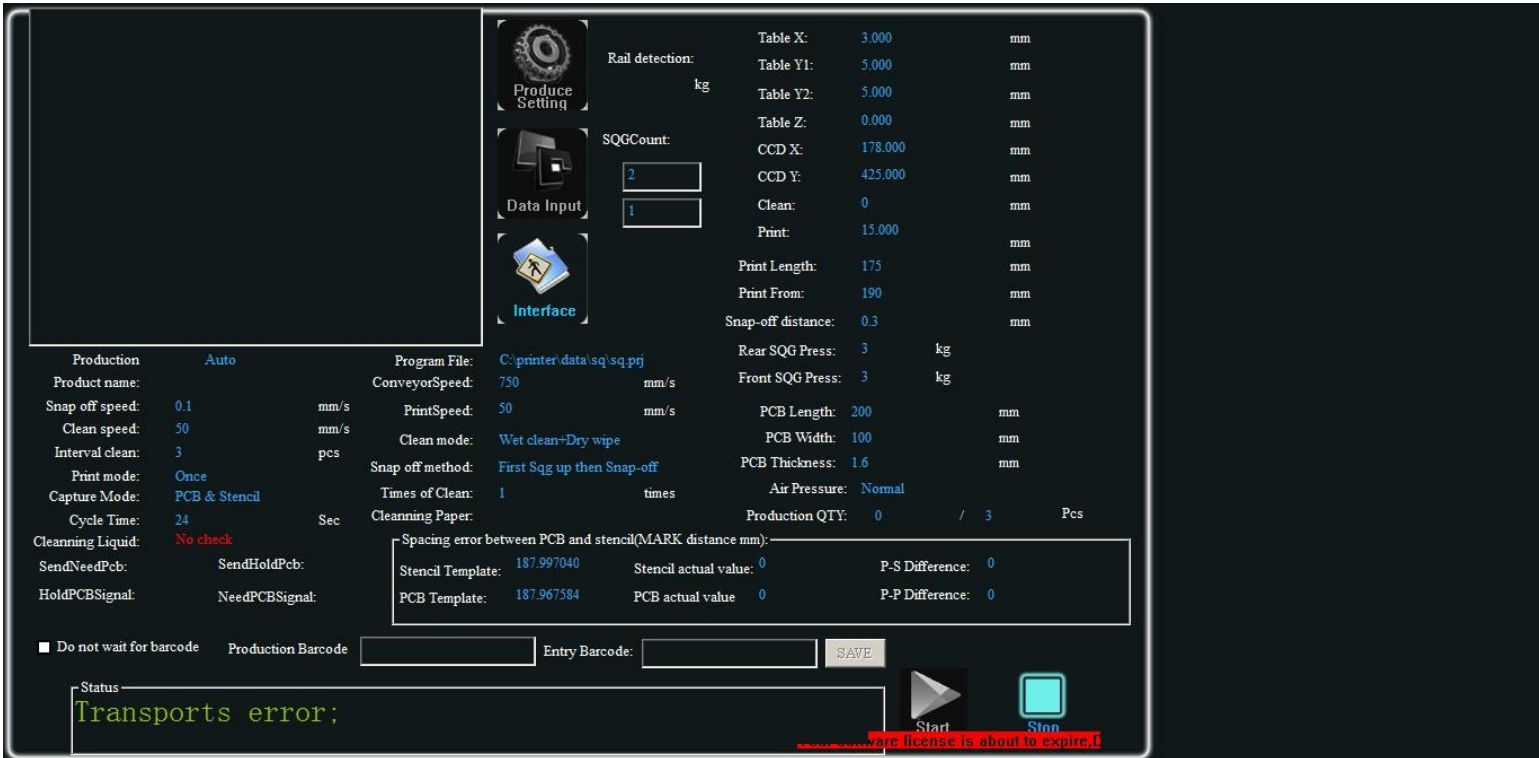 Produce
Setting
Rail detection:
kg
Data Input
SQGCount:
2
1
Interface
Table X: 3.000 mm
Table Y1: 5.000 mm
Table Y2: 5.000 mm
Table Z: 0.000 mm
CCD X: 178.000 mm
CCD Y: 425.000 mm
Clean: 0 mm
Print: 15.000 mm
Print Length: 175 mm
Print From: 190 mm
Snap-off distance: 0.3 mm
Rear SQG Press: 3 kg
Front SQG Press: 3 kg
PCB Length: 200 mm
PCB Width: 100 mm
PCB Thickness: 1.6 mm
Air Pressure: Normal
Production QTY: 0 / 3 Pcs
Production Auto
Product name:
Snap off speed: 0.1 mm/s
Clean speed: 50 mm/s
Interval clean: 3 pcs
Print mode: Once
Capture Mode: PCB & Stencil
Cycle Time: 24 Sec
Cleanning Liquid: No check
SendNeedPcb: SendHoldPcb:
HoldPCBSignal: NeedPCBSignal:
Program File: C:\printer\data\sq\sq.prj
ConveyorSpeed: 750 mm/s
PrintSpeed: 50 mm/s
Clean mode: Wet clean+Dry wipe
Snap off method: First Sqg up then Snap-off
Times of Clean: 1 times
Cleanning Paper:
Spacing error between PCB and stencil(MARK distance mm):
Stencil Template: 187.997040 Stencil actual value: 0 P-S Difference: 0
PCB Template: 187.967584 PCB actual value 0 P-P Difference: 0
Do not wait for barcode Production Barcode Entry Barcode: SAVE
Status
Transports error;
Start
Stop
license is about to expire,